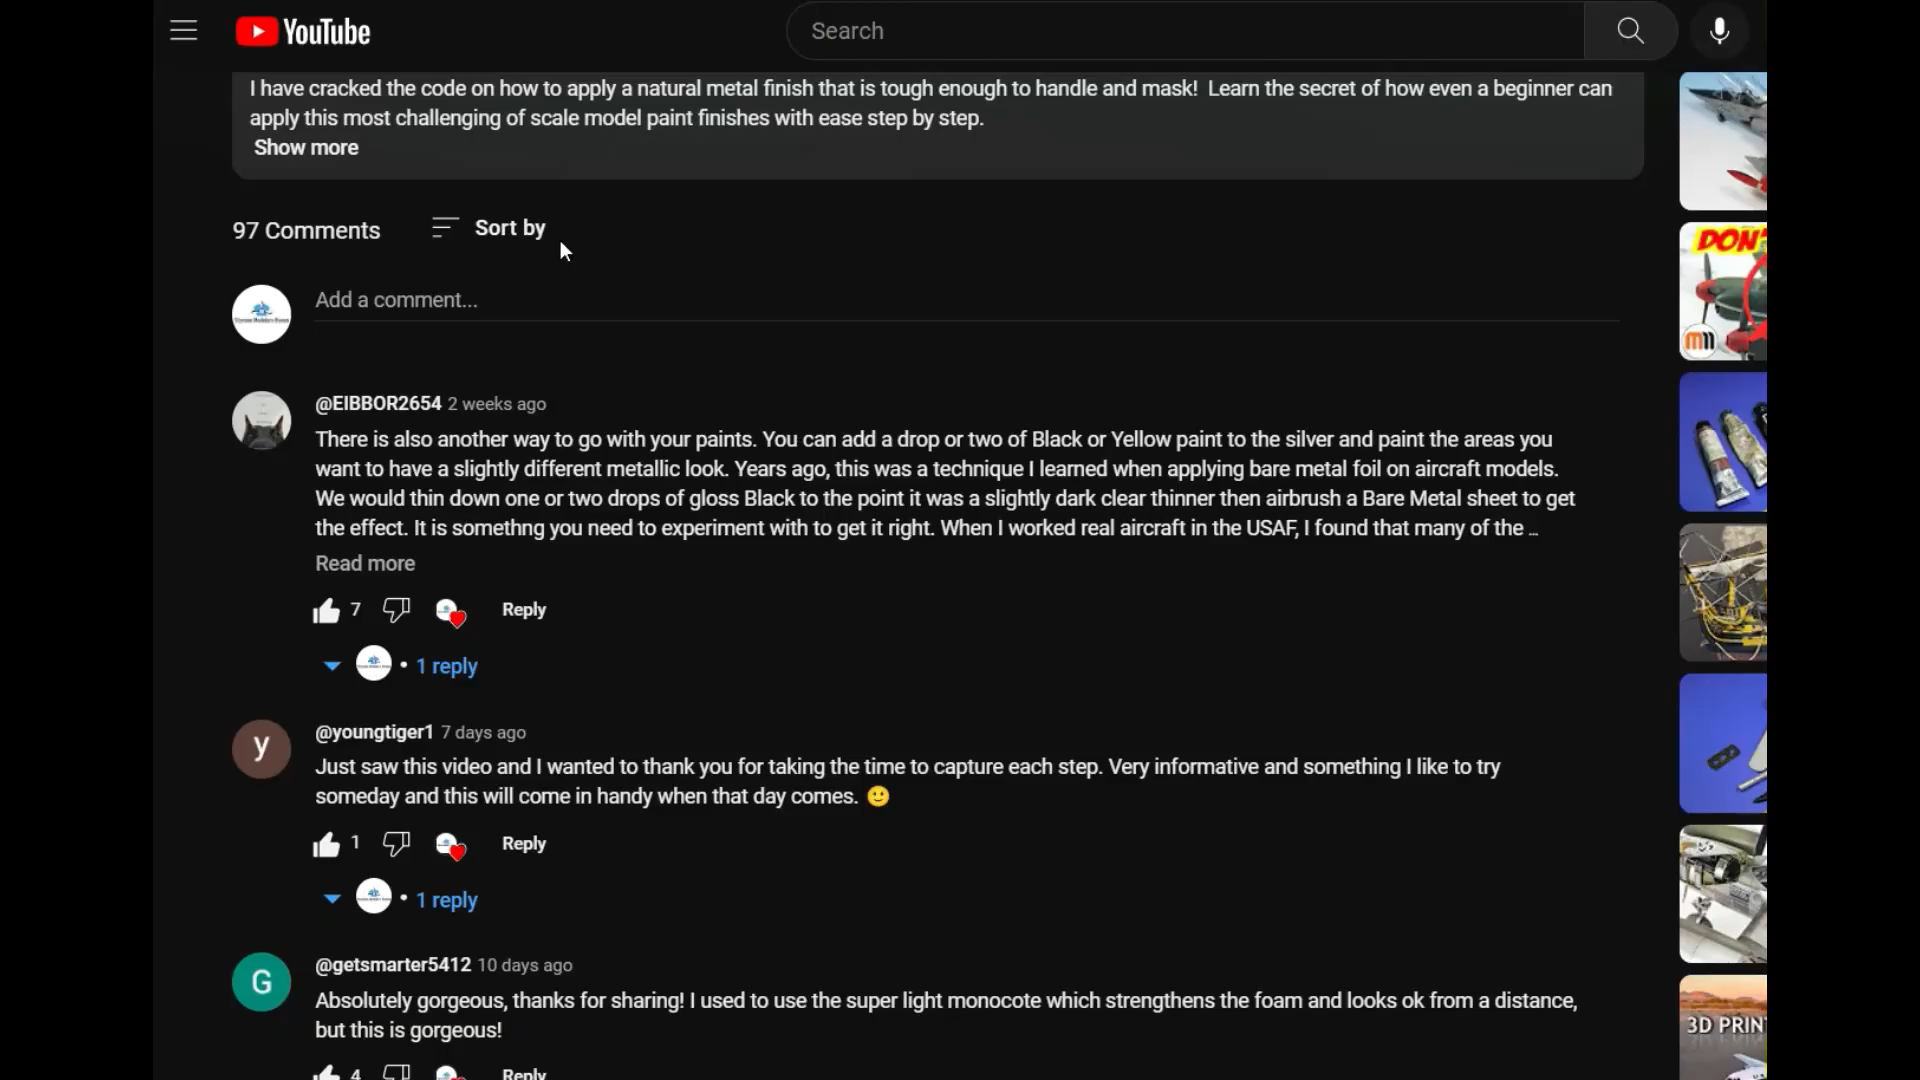 YouTube
Search
I have cracked the code on how to apply a natural metal finish that is tough enough to handle and mask!  Learn the secret of how even a beginner can
apply this most challenging of scale model paint finishes with ease step by step.
Show more
97 Comments
Sort by
Add a comment...
@EIBBOR2654 2 weeks ago
There is also another way to go with your paints. You can add a drop or two of Black or Yellow paint to the silver and paint the areas you
want to have a slightly different metallic look. Years ago, this was a technique I learned when applying bare metal foil on aircraft models.
We would thin down one or two drops of gloss Black to the point it was a slightly dark clear thinner then airbrush a Bare Metal sheet to get
the effect. It is somethng you need to experiment with to get it right. When I worked real aircraft in the USAF, I found that many of the ...
Read more
7
Reply
• 1 reply
y
@youngtiger1 7 days ago
Just saw this video and I wanted to thank you for taking the time to capture each step. Very informative and something I like to try
someday and this will come in handy when that day comes. 🙂
1
Reply
• 1 reply
G
@getsmarter5412 10 days ago
Absolutely gorgeous, thanks for sharing! I used to use the super light monocote which strengthens the foam and looks ok from a distance,
but this is gorgeous!
4
Reply
DON'
3D PRIN